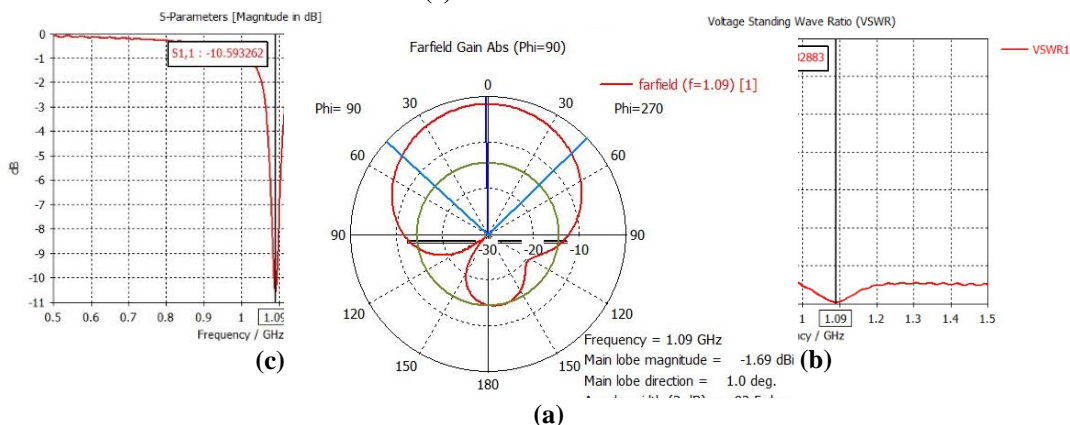 S-Parameters [Magnitude in dB]
0
-1
-2
-3
-4
-5
-6
-7
-8
-9
-10
-11
dB
S1,1 : -10.593262
0.5 0.6 0.7 0.8 0.9 1 1.09
Frequency / GHz
(c)
Farfield Gain Abs (Phi=90)
farfield (f=1.09) [1]
Phi= 90
Phi=270
0
30
30
60
60
90
90
-30
-20
-10
120
120
150
150
180
Frequency = 1.09 GHz
Main lobe magnitude = -1.69 dBi
Main lobe direction = 1.0 deg.
(a)
Voltage Standing Wave Ratio (VSWR)
32883
VSWR1
1 1.09 1.2 1.3 1.4 1.5
cy / GHz
(b)